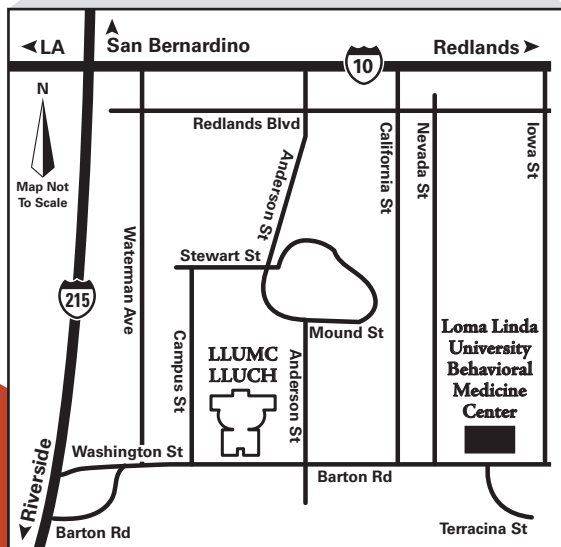 LA
San Bernardino
Redlands
10
N
Map Not
To Scale
Redlands Blvd
Anderson St
California St
Nevada St
Iowa St
Waterman Ave
Stewart St
215
Mound St
Campus St
LLUMC
LLUCH
Anderson St
Loma Linda
University
Behavioral
Medicine
Center
Washington St
Barton Rd
Riverside
Barton Rd
Terracina St